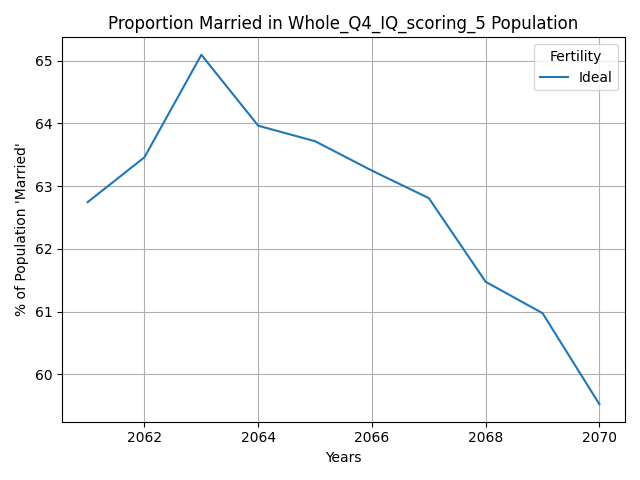 Proportion Married in Whole_Q4_IQ_scoring_5 Population
Fertility
Ideal
% of Population 'Married'
65
64
63
62
61
60
2062
2064
2066
2068
2070
Years